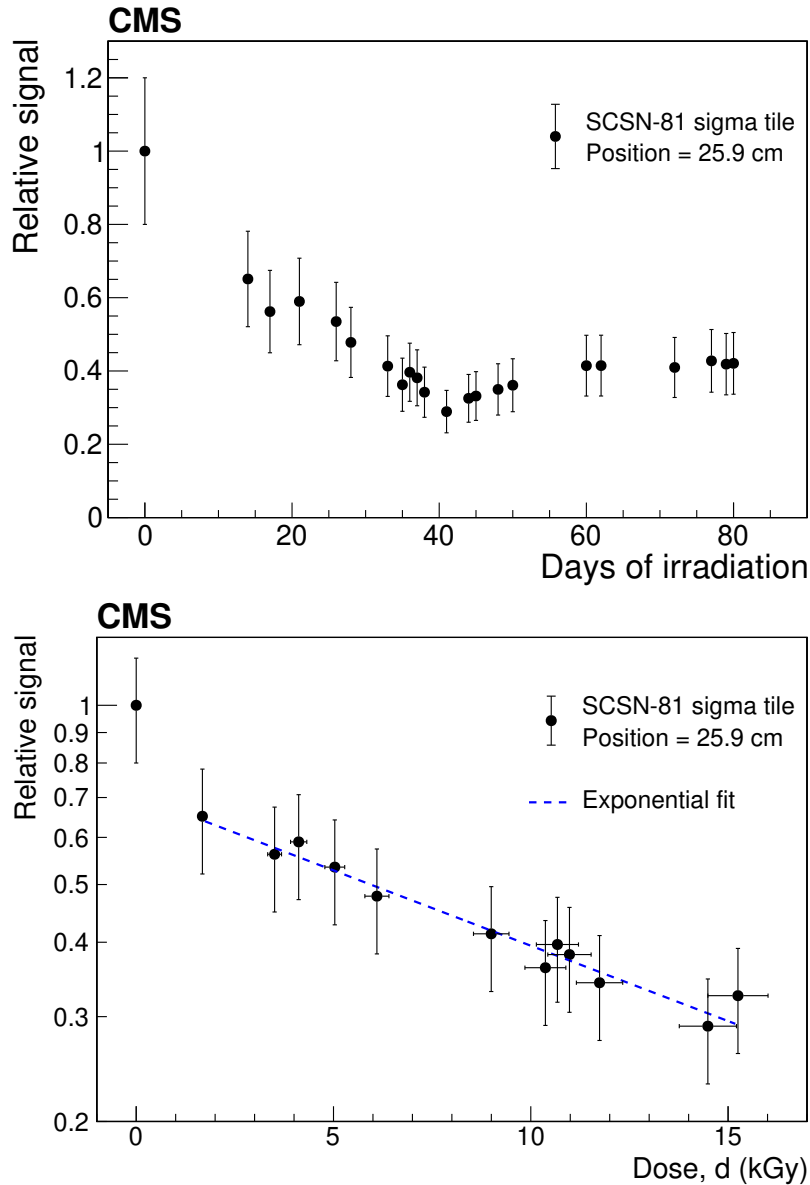 CMS
Relative signal
1.2
1
0.8
0.6
0.4
0.2
0
SCSN-81 sigma tile
Position = 25.9 cm
0 20 40 60 80
Days of irradiation
CMS
Relative signal
1
0.9
0.8
0.7
0.6
0.5
0.4
0.3
0.2
SCSN-81 sigma tile
Position = 25.9 cm
Exponential fit
0 5 10 15
Dose, d (kGy)